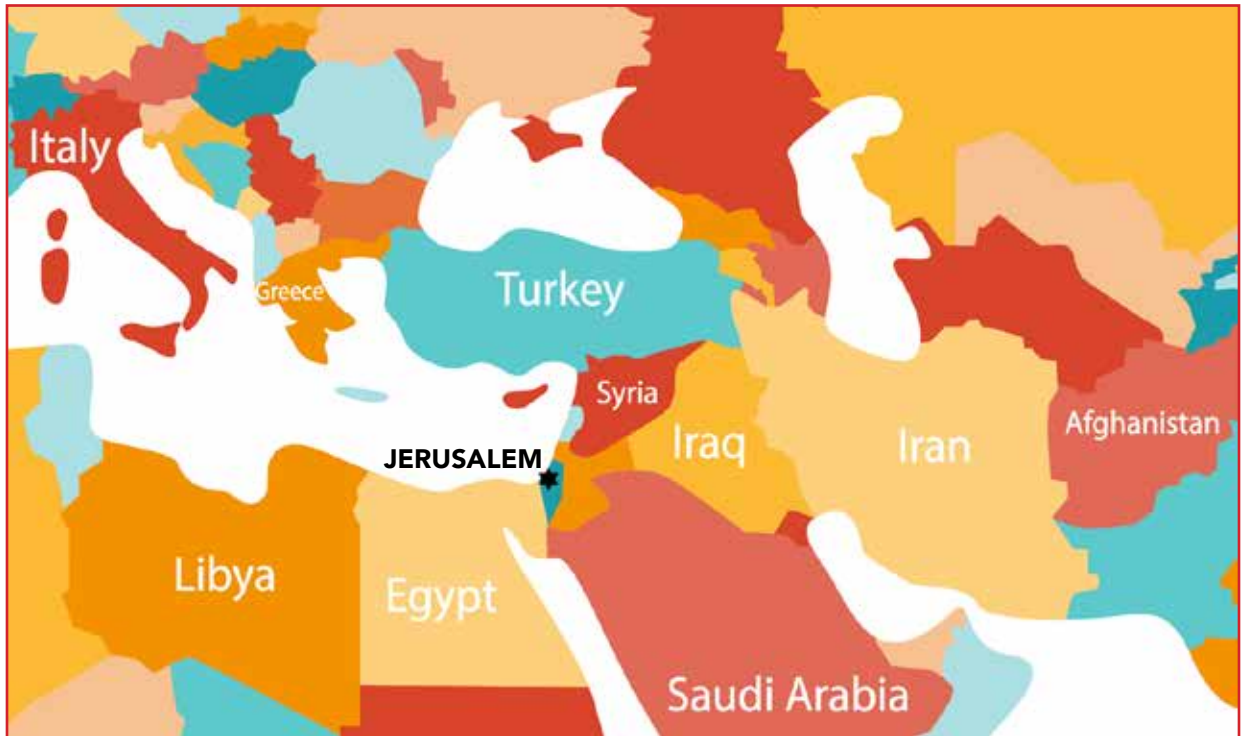 Italy
Greece
Turkey
Syria
Iraq
Iran
Afghanistan
JERUSALEM
Libya
Egypt
Saudi Arabia